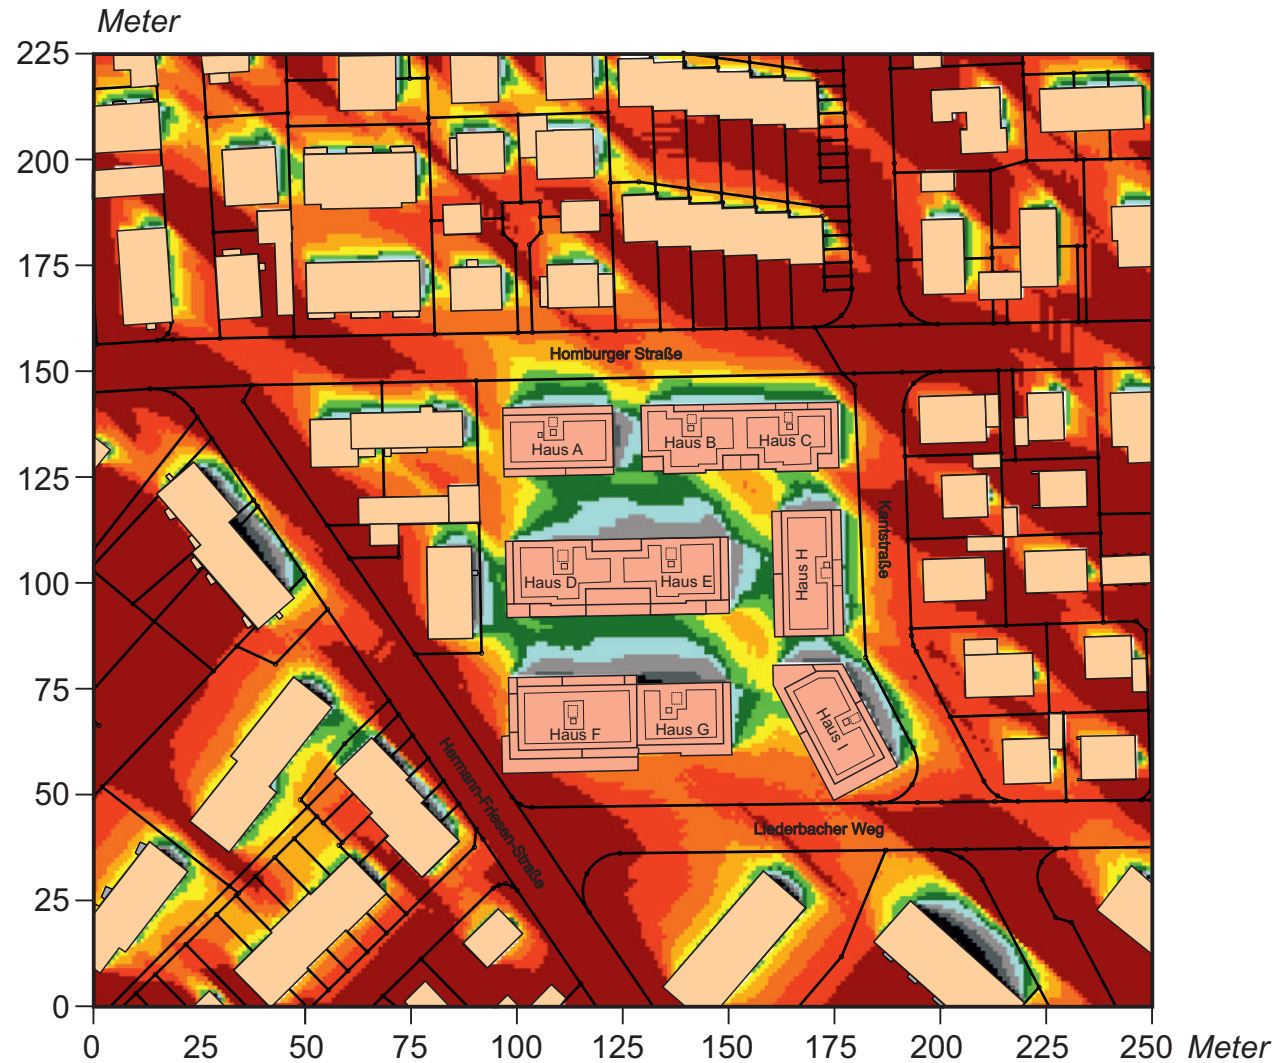 Meter
225
200
175
150
125
100
75
50
25
0
Homburger Straße
Haus A
Haus B
Haus C
Haus D
Haus E
Haus H
Kantstraße
Haus F
Haus G
Haus I
Hermann-Friesen-Straße
Liederbacher Weg
0 25 50 75 100 125 150 175 200 225 250 Meter